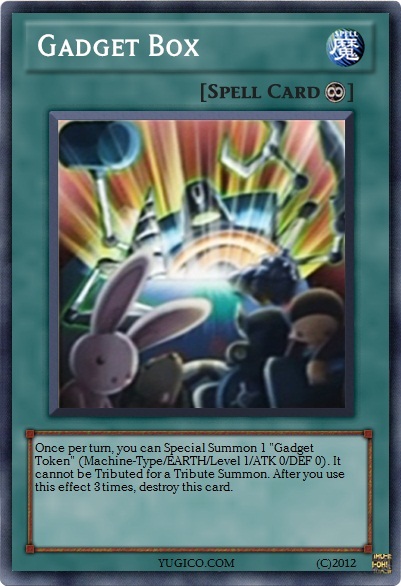 GADGET BOX
魔
[SPELL CARD ]
Once per turn, you can Special Summon 1 "Gadget
Token" (Machine-Type/EARTH/Level 1/ATK 0/DEF 0). It
cannot be Tributed for a Tribute Summon. After you use
this effect 3 times, destroy this card.
YUGICO.COM
(C)2012